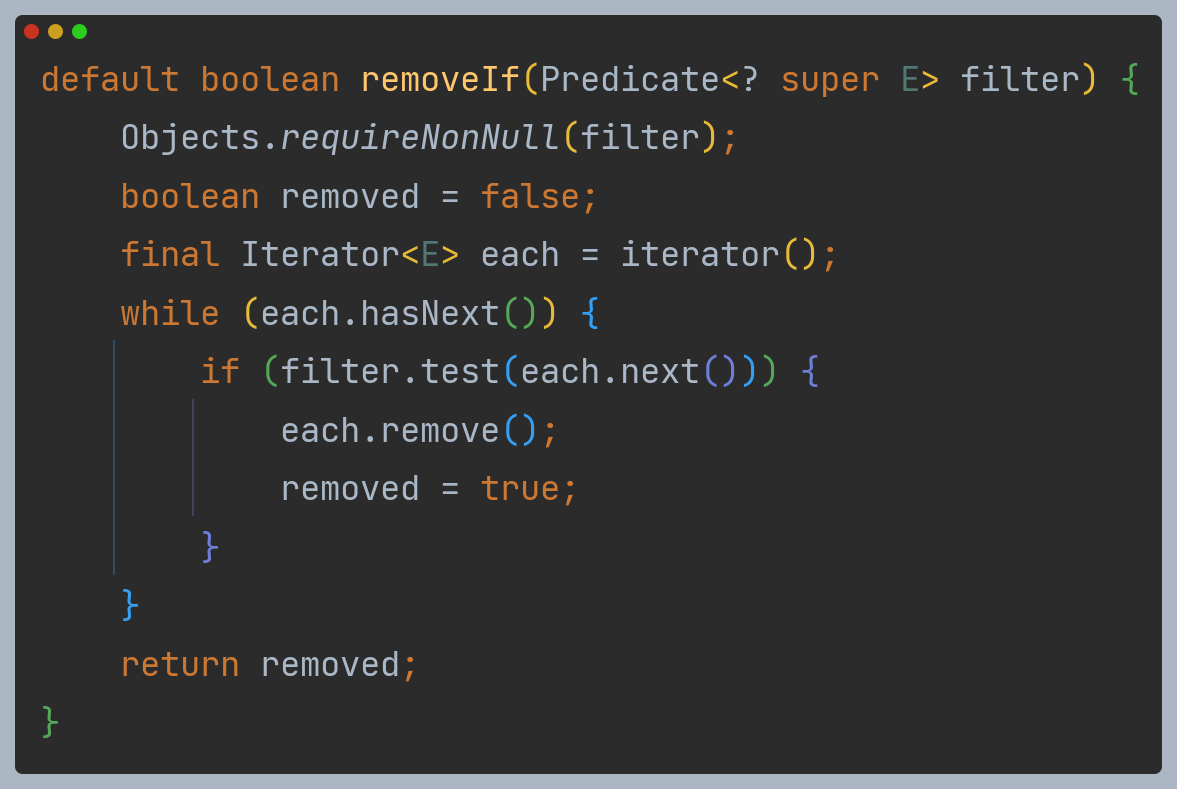 default boolean removeIf(Predicate<? super E> filter) {
    Objects.requireNonNull(filter);
    boolean removed = false;
    final Iterator<E> each = iterator();
    while (each.hasNext()) {
        if (filter.test(each.next())) {
            each.remove();
            removed = true;
        }
    }
    return removed;
}